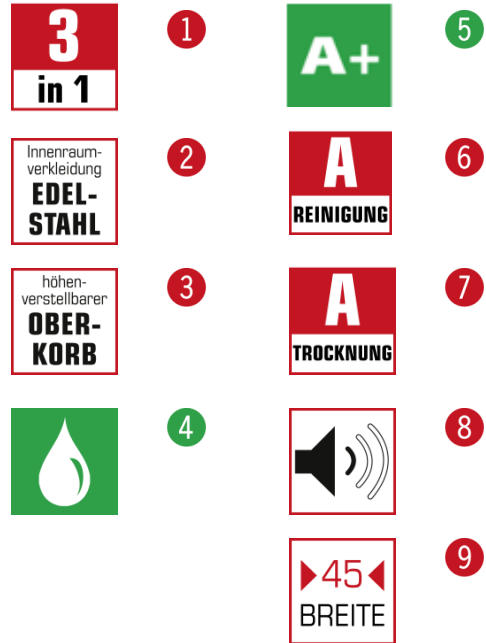 3
in 1
1
Innenraum-
verkleidung
EDEL-
STAHL
2
höhen-
verstellbarer
OBER-
KORB
3
4
A+
5
A
REINIGUNG
6
A
TROCKNUNG
7
8
45
BREITE
9